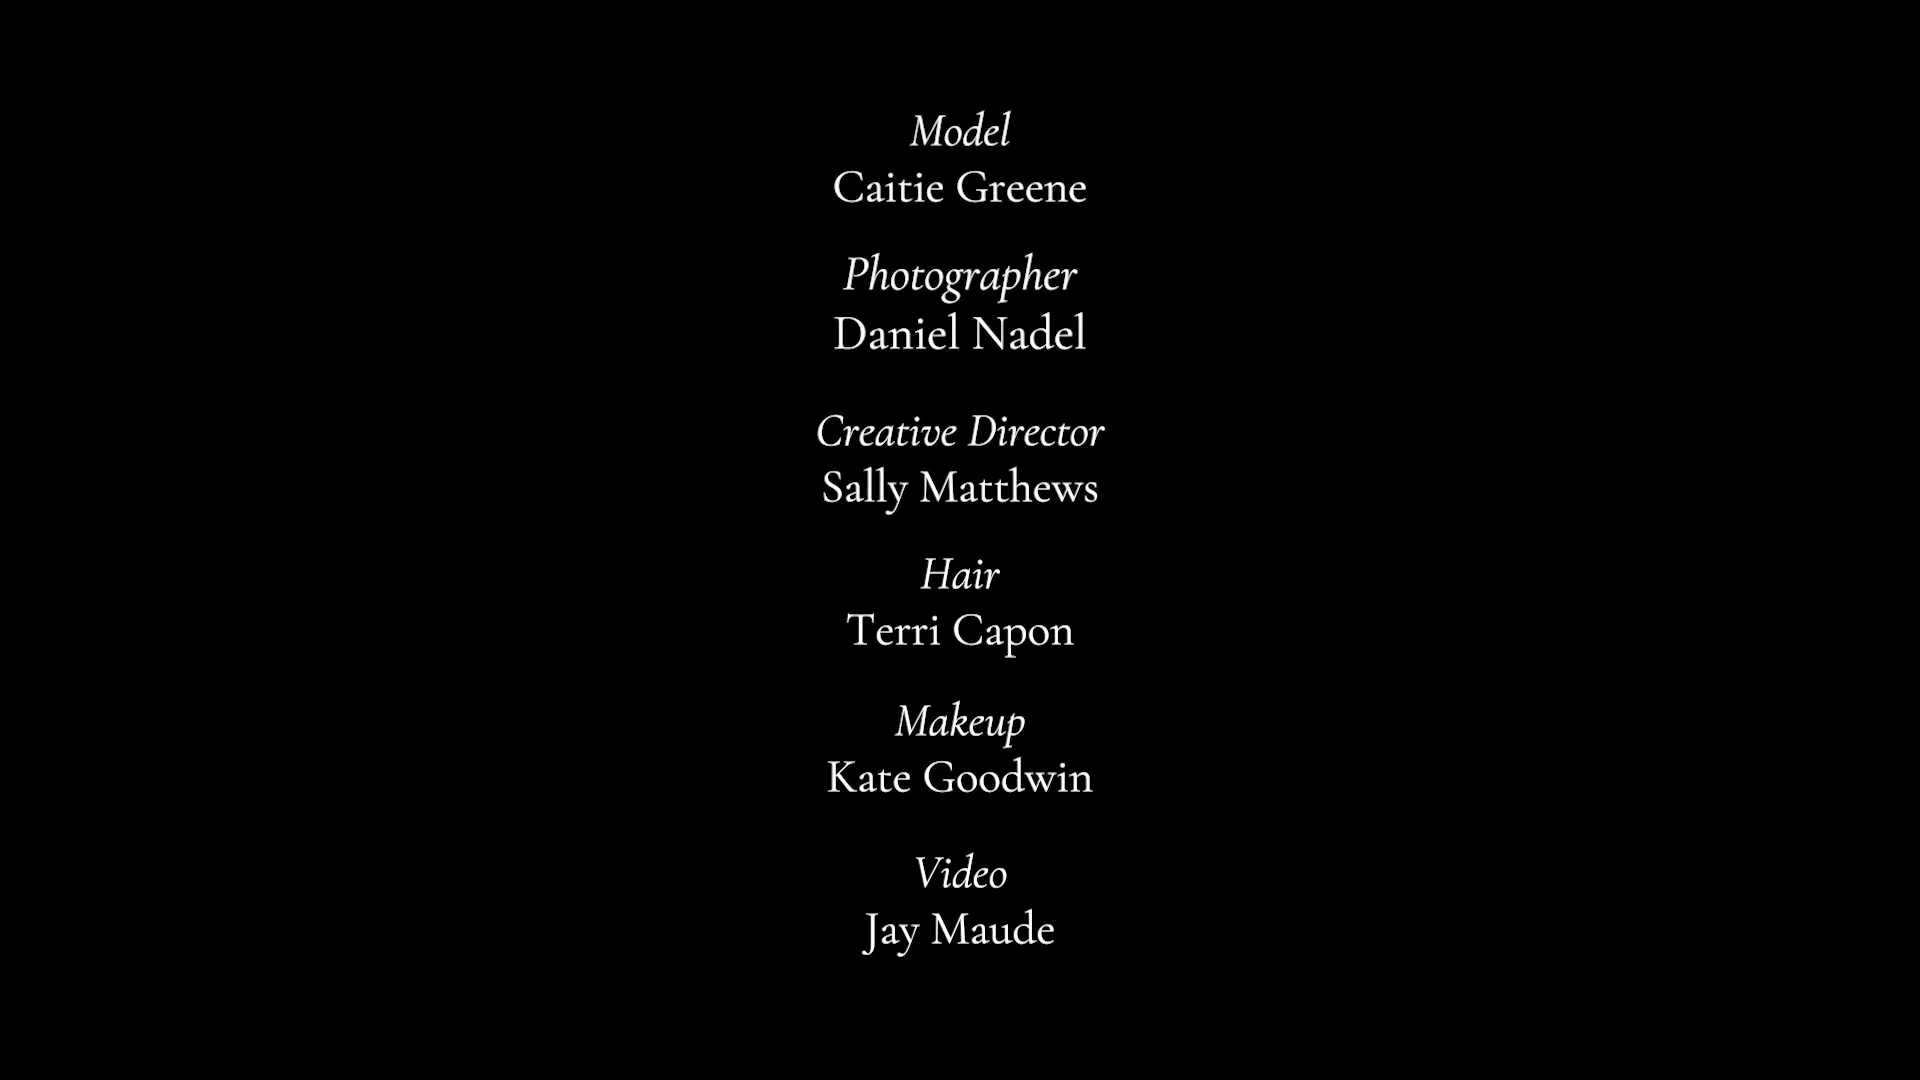 Model
Caitie Greene
Photographer
Daniel Nadel
Creative Director
Sally Matthews
Hair
Terri Capon
Makeup
Kate Goodwin
Video
Jay Maude